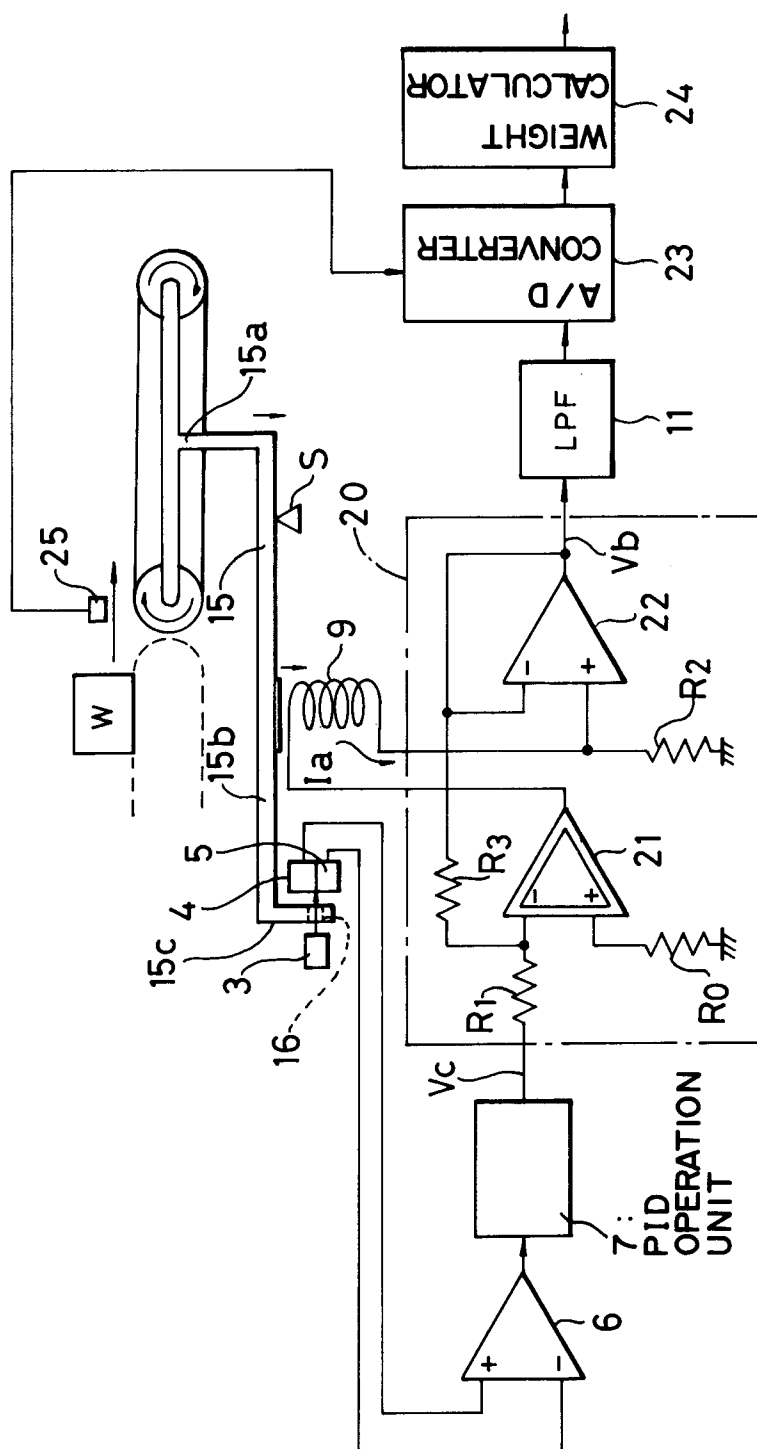 25
W
15a
S
15
15b
9
Ia
4
5
15c
3
16
20
Vb
22
-
+
R2
R3
21
-
+
R1
R0
Vc
7:
PID
OPERATION
UNIT
6
+
-
LPF
11
A/D
CONVERTER
23
WEIGHT
CALCULATOR
24